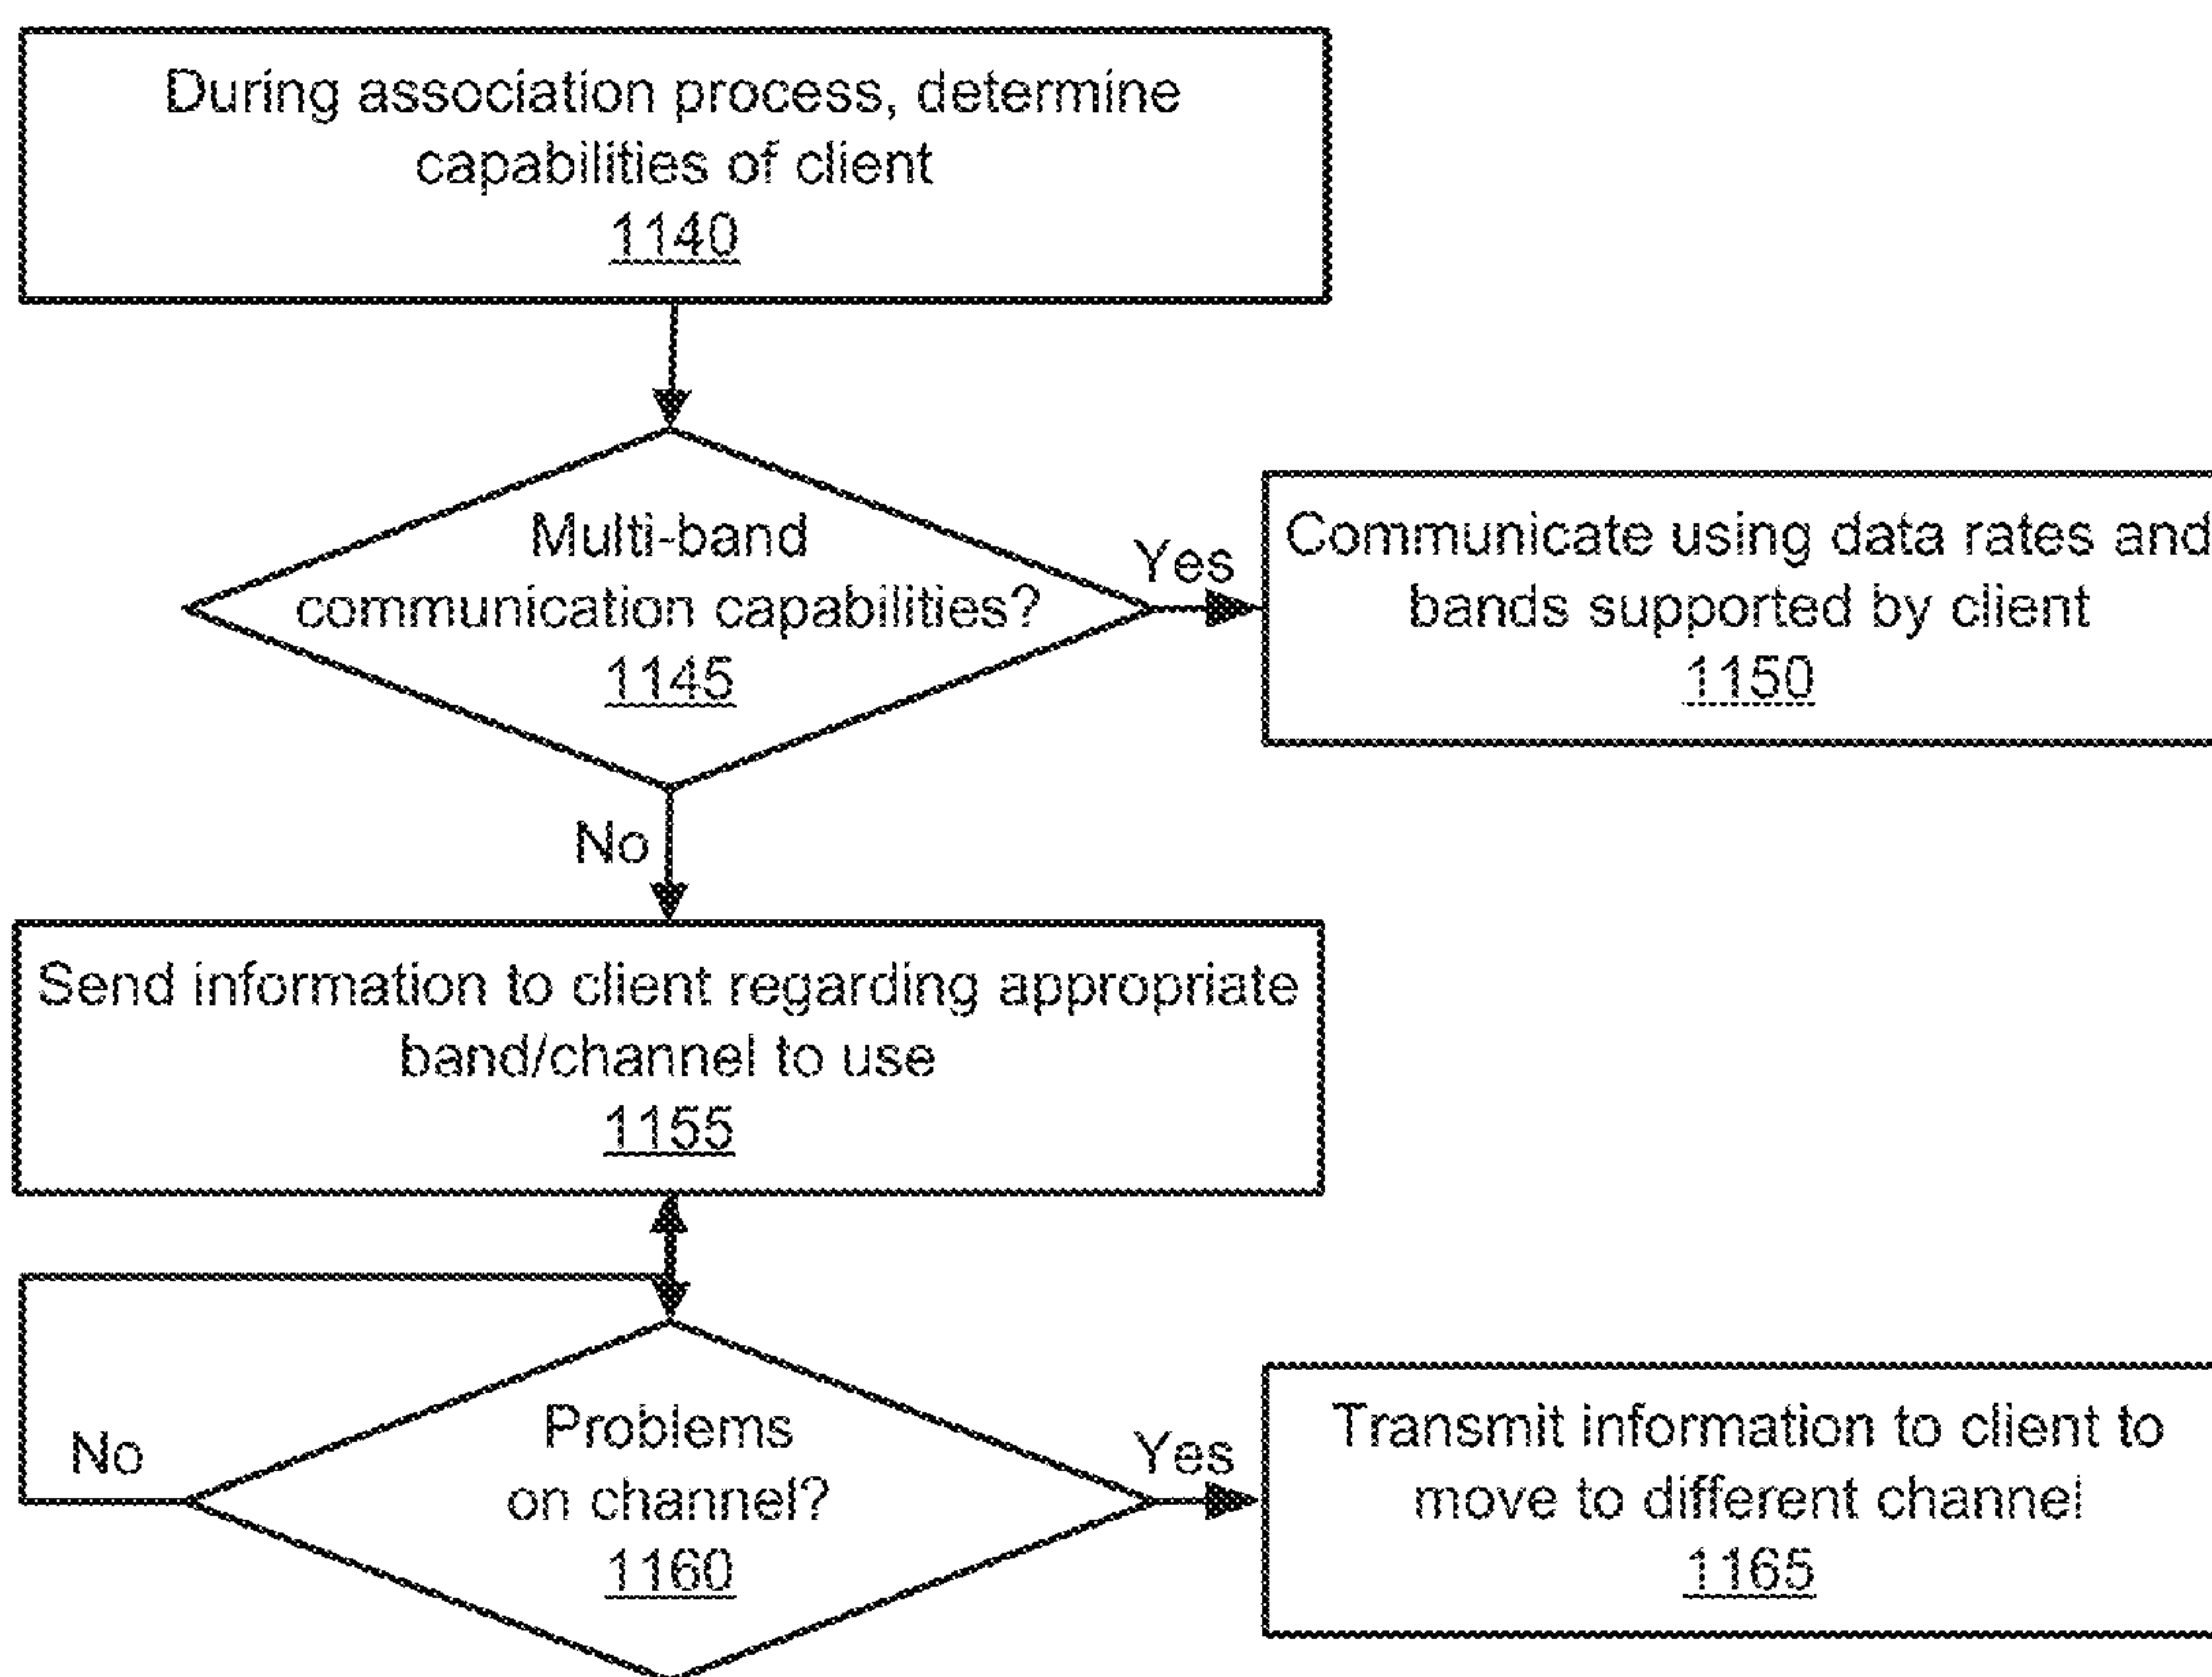 During association process, determine
capabilities of client
1140
Multi-band
communication capabilities?
1145
Yes
Communicate using data rates and
bands supported by client
1150
No
Send information to client regarding appropriate
band/channel to use
1155
No
Problems
on channel?
1160
Yes
Transmit information to client to
move to different channel
1165